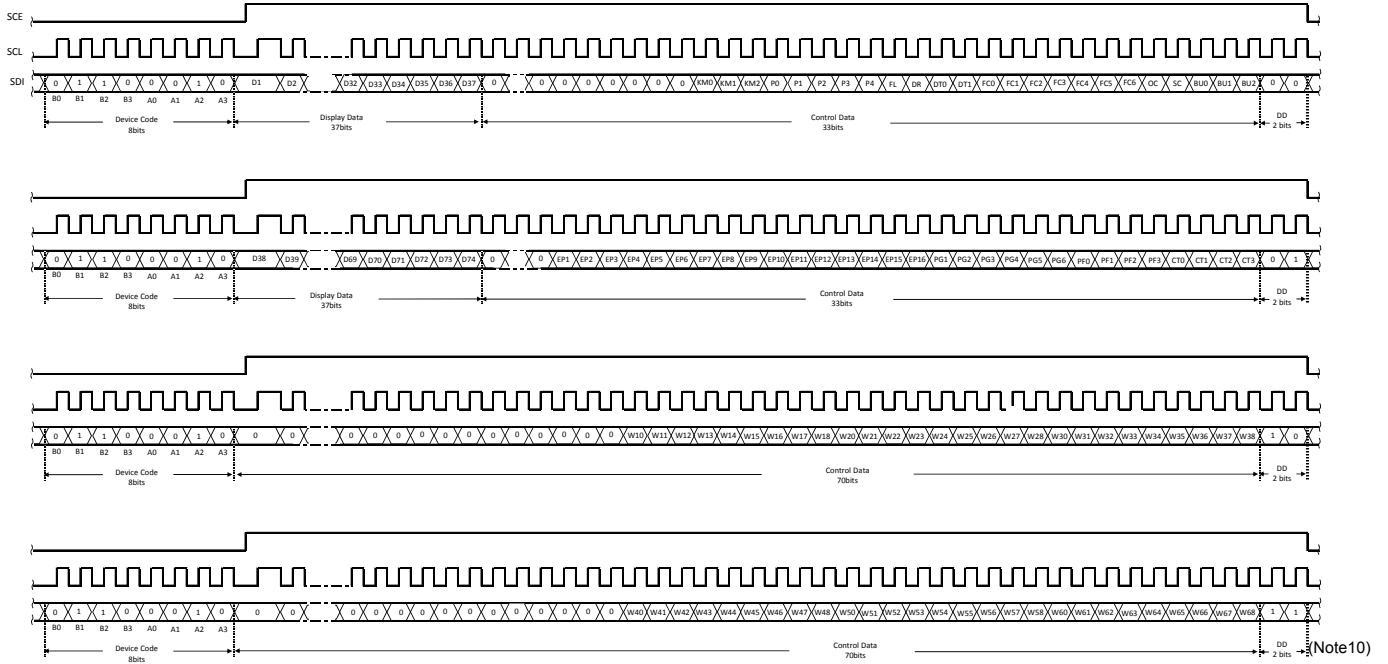 SCE
SCL
SDI 0 1 1 0 0 0 1 0 D1 D2 D32 D33 D34 D35 D36 D37 0 0 0 0 0 0 0 0 KM0 KM1 KM2 P0 P1 P2 P3 P4 FL DR DT0 DT1 FC0 FC1 FC2 FC3 FC4 FC5 FC6 OC SC BU0 BU1 BU2 0 0
B0 B1 B2 B3 A0 A1 A2 A3
Device Code Display Data Control Data DD
8bits 37bits 33bits 2 bits
0 1 1 0 0 0 1 0 D38 D39 D69 D70 D71 D72 D73 D74 0 0 EP1 EP2 EP3 EP4 EP5 EP6 EP7 EP8 EP9 EP10 EP11 EP12 EP13 EP14 EP15 EP16 PG1 PG2 PG3 PG4 PG5 PG6 PF0 PF1 PF2 PF3 CT0 CT1 CT2 CT3 0 1
B0 B1 B2 B3 A0 A1 A2 A3
Device Code Display Data Control Data DD
8bits 37bits 33bits 2 bits
0 1 1 0 0 0 1 0 0 0 0 0 0 0 0 0 0 0 0 0 0 0 W10 W11 W12 W13 W14 W15 W16 W17 W18 W20 W21 W22 W23 W24 W25 W26 W27 W28 W30 W31 W32 W33 W34 W35 W36 W37 W38 1 0
B0 B1 B2 B3 A0 A1 A2 A3
Device Code Control Data DD
8bits 70bits 2 bits
0 1 1 0 0 0 1 0 0 0 0 0 0 0 0 0 0 0 0 0 0 0 W40 W41 W42 W43 W44 W45 W46 W47 W48 W50 W51 W52 W53 W54 W55 W56 W57 W58 W60 W61 W62 W63 W64 W65 W66 W67 W68 1 1
B0 B1 B2 B3 A0 A1 A2 A3
Device Code Control Data DD
8bits 70bits 2 bits
(Note10)